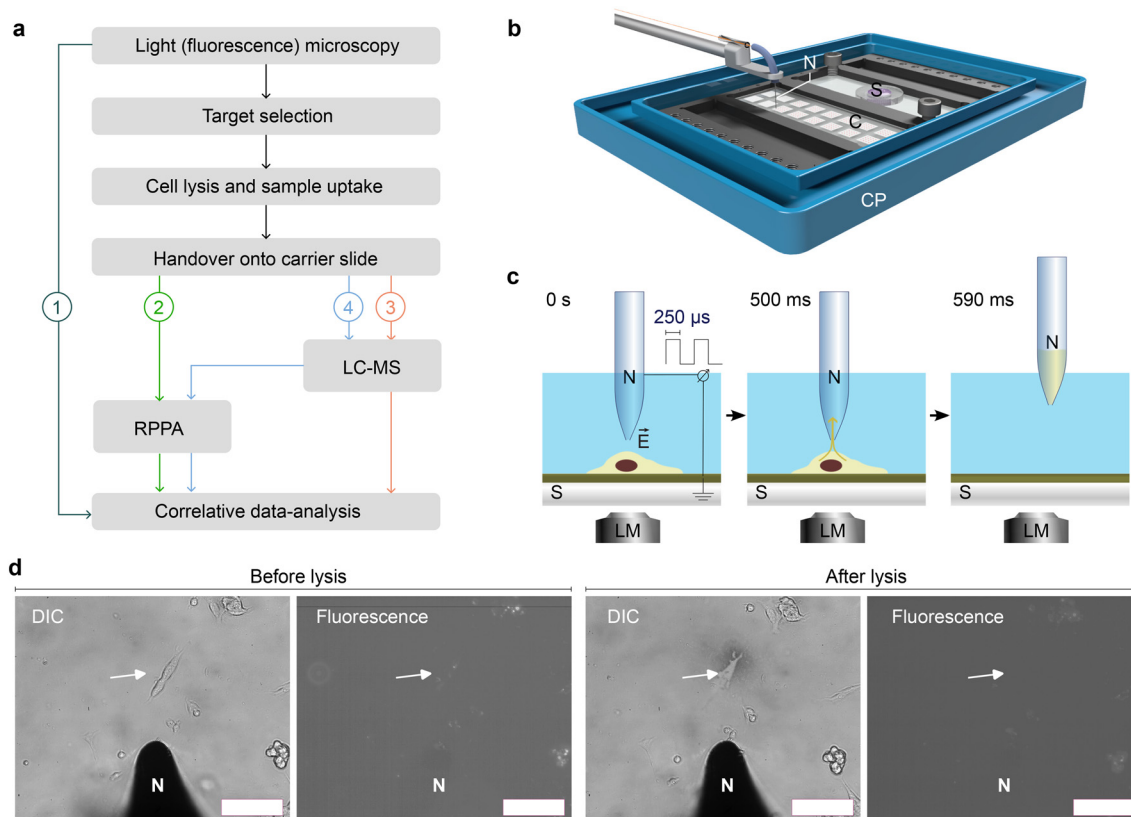 a
Light (fluorescence) microscopy
Target selection
Cell lysis and sample uptake
Handover onto carrier slide
1
2
4
3
LC-MS
RPPA
Correlative data-analysis
b
N
S
C
CP
c
0 s
250 µs
N
E
S
LM
500 ms
N
S
LM
590 ms
N
S
LM
d
Before lysis
After lysis
DIC
N
Fluorescence
N
DIC
N
Fluorescence
N